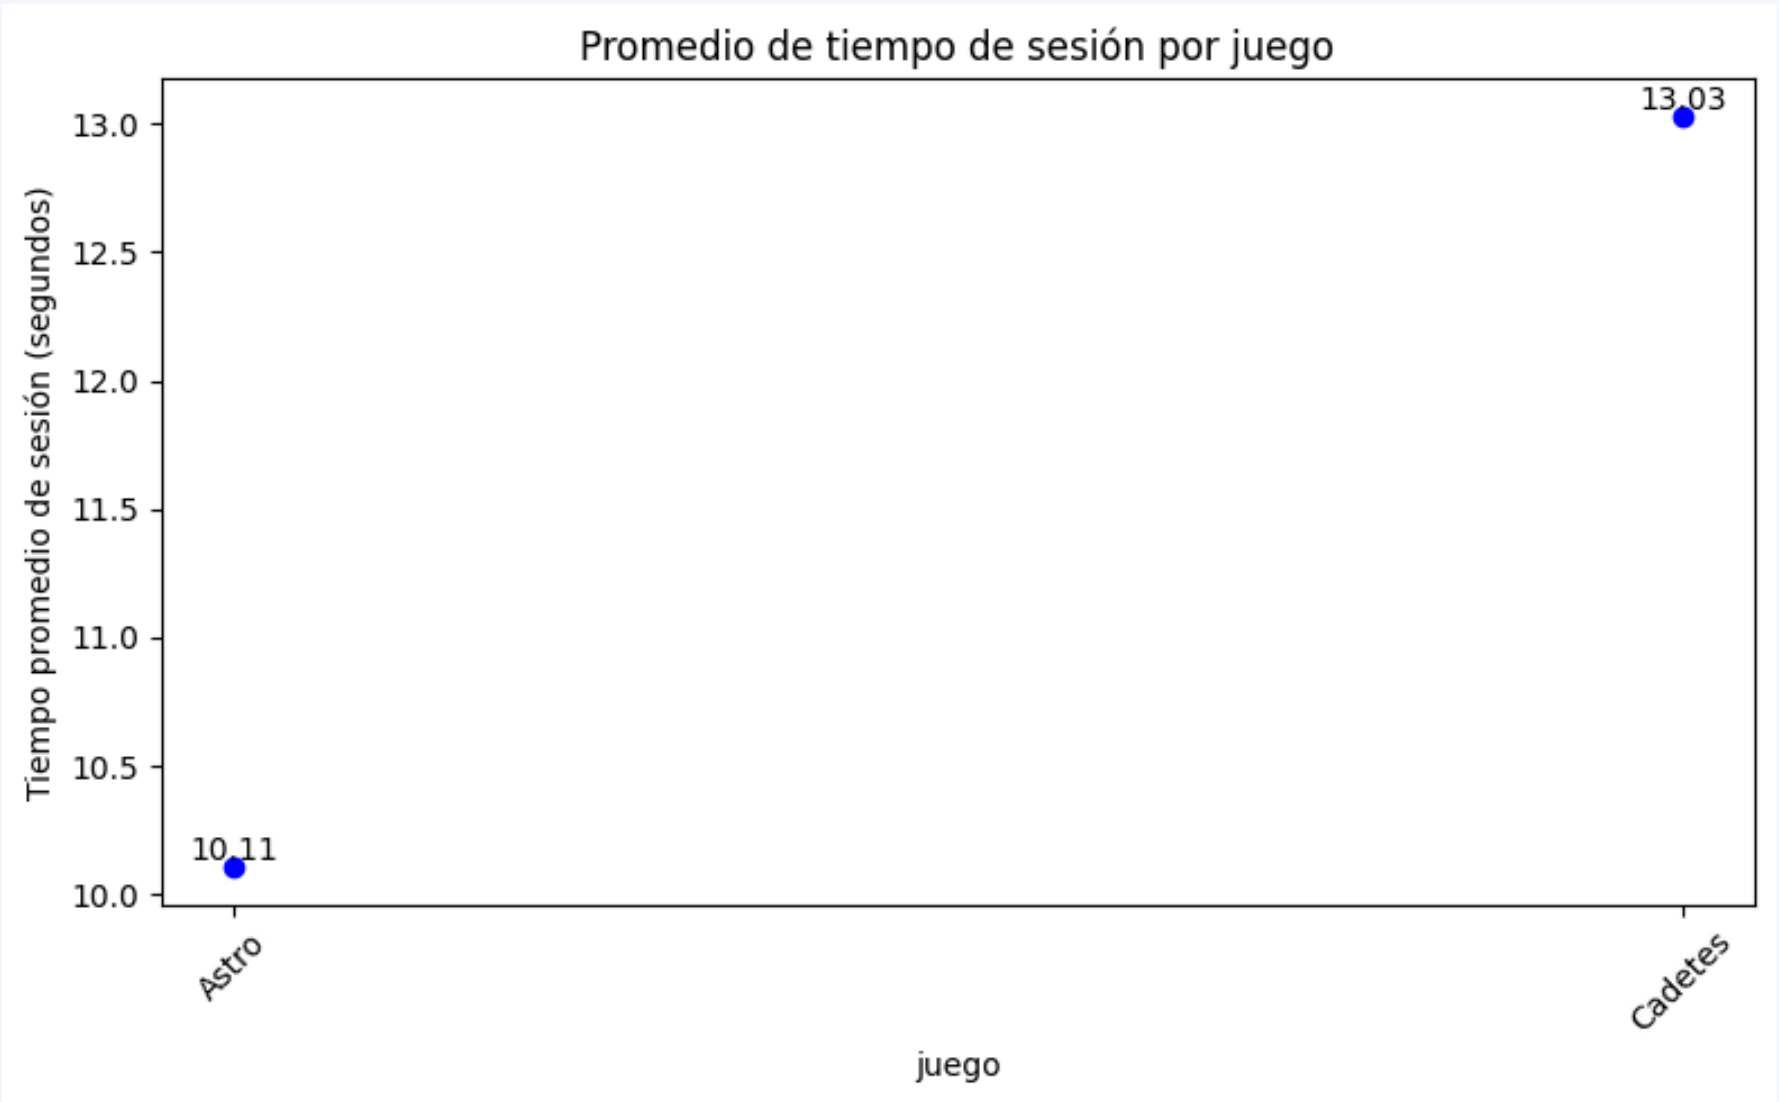 Promedio de tiempo de sesión por juego
Tiempo promedio de sesión (segundos)
13.0
12.5
12.0
11.5
11.0
10.5
10.0
13.03
10.11
Astro
Cadetes
juego